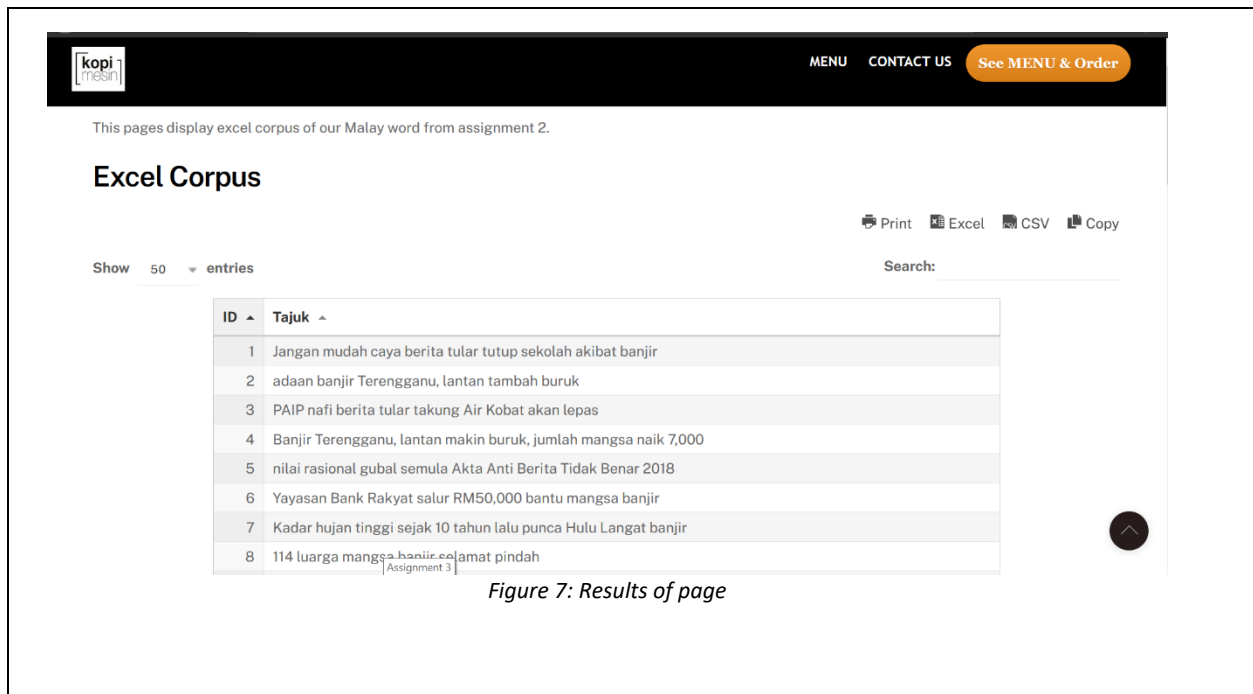 kopi
mesin
MENU CONTACT US See MENU & Order
This pages display excel corpus of our Malay word from assignment 2.
Excel Corpus
Print Excel CSV Copy
Show 50 entries Search:
ID Tajuk
1 Jangan mudah caya berita tular tutup sekolah akibat banjir
2 adaan banjir Terengganu, lantan tambah buruk
3 PAIP nafi berita tular takung Air Kobat akan lepas
4 Banjir Terengganu, lantan makin buruk, jumlah mangsa naik 7,000
5 nilai rasional gubal semula Akta Anti Berita Tidak Benar 2018
6 Yayasan Bank Rakyat salur RM50,000 bantu mangsa banjir
7 Kadar hujan tinggi sejak 10 tahun lalu punca Hulu Langat banjir
8 114 luarga mangsa banjir selamat pindah
Assignment 3
Figure 7: Results of page